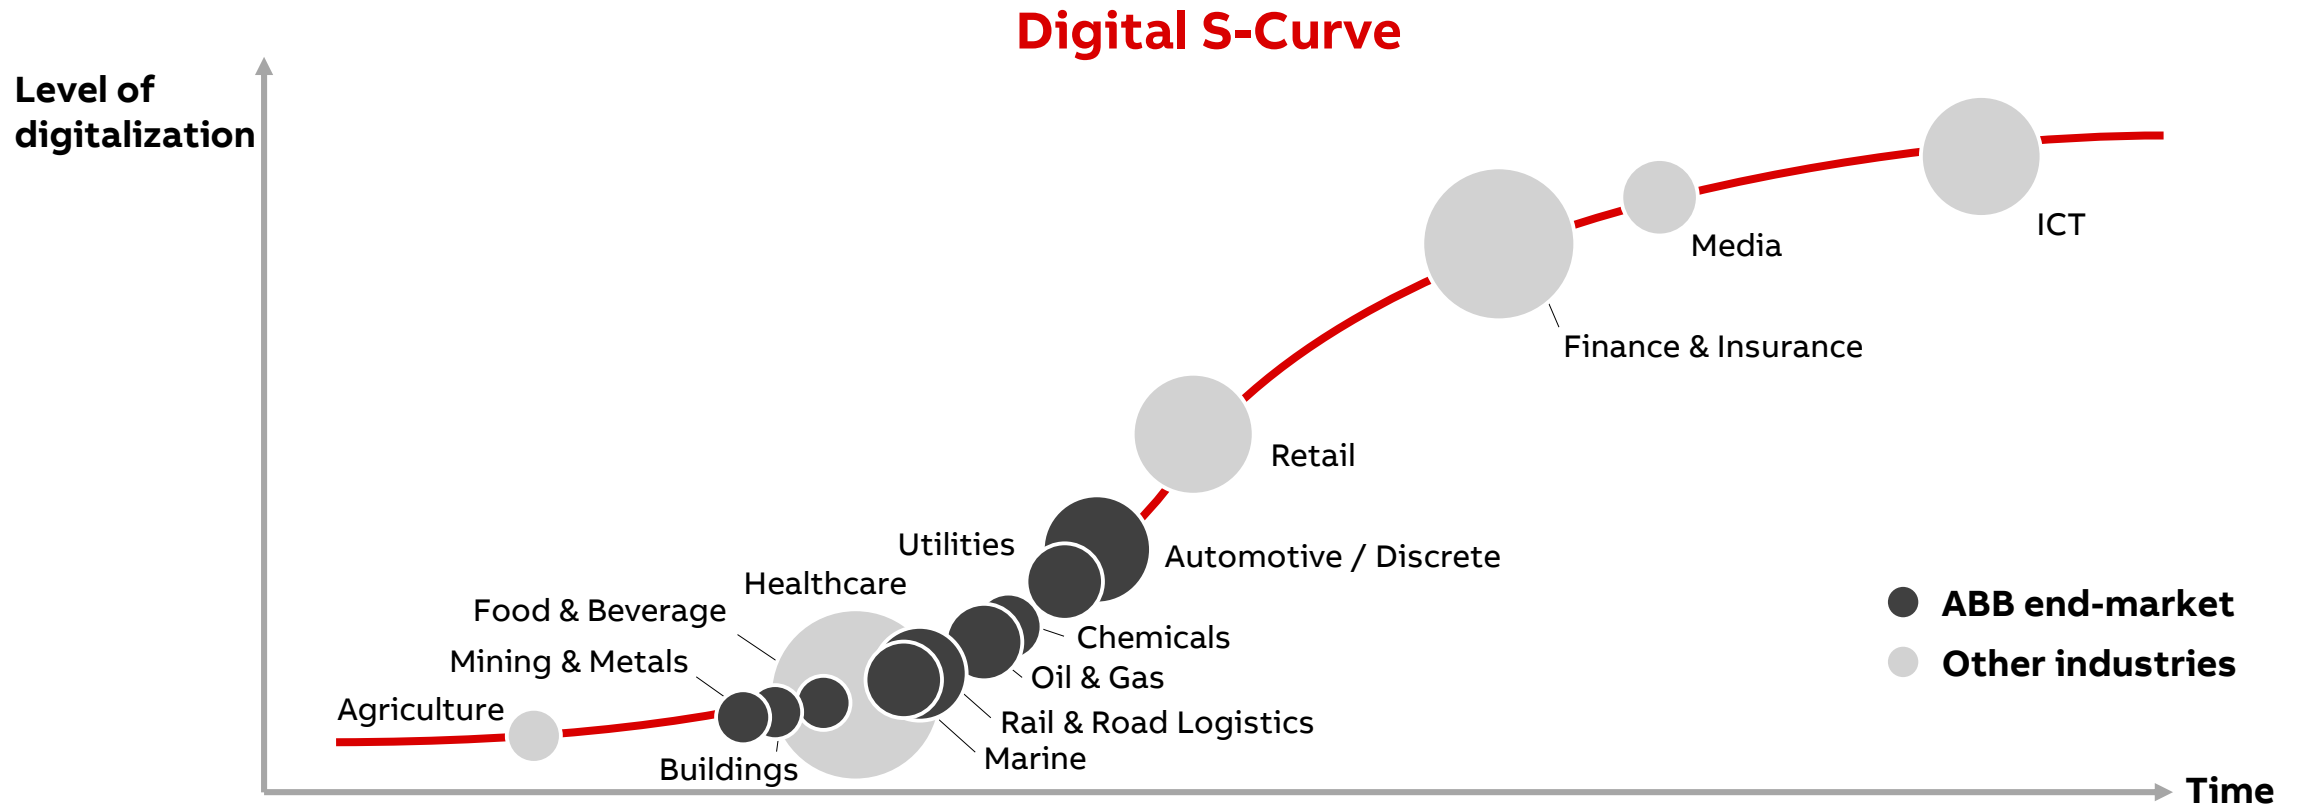 Digital S-Curve
Level of
digitalization
ICT
Media
Finance & Insurance
Retail
Utilities
Automotive / Discrete
Healthcare
Food & Beverage
Chemicals
Mining & Metals
Oil & Gas
Agriculture
Rail & Road Logistics
Marine
Buildings
ABB end-market
Other industries
Time